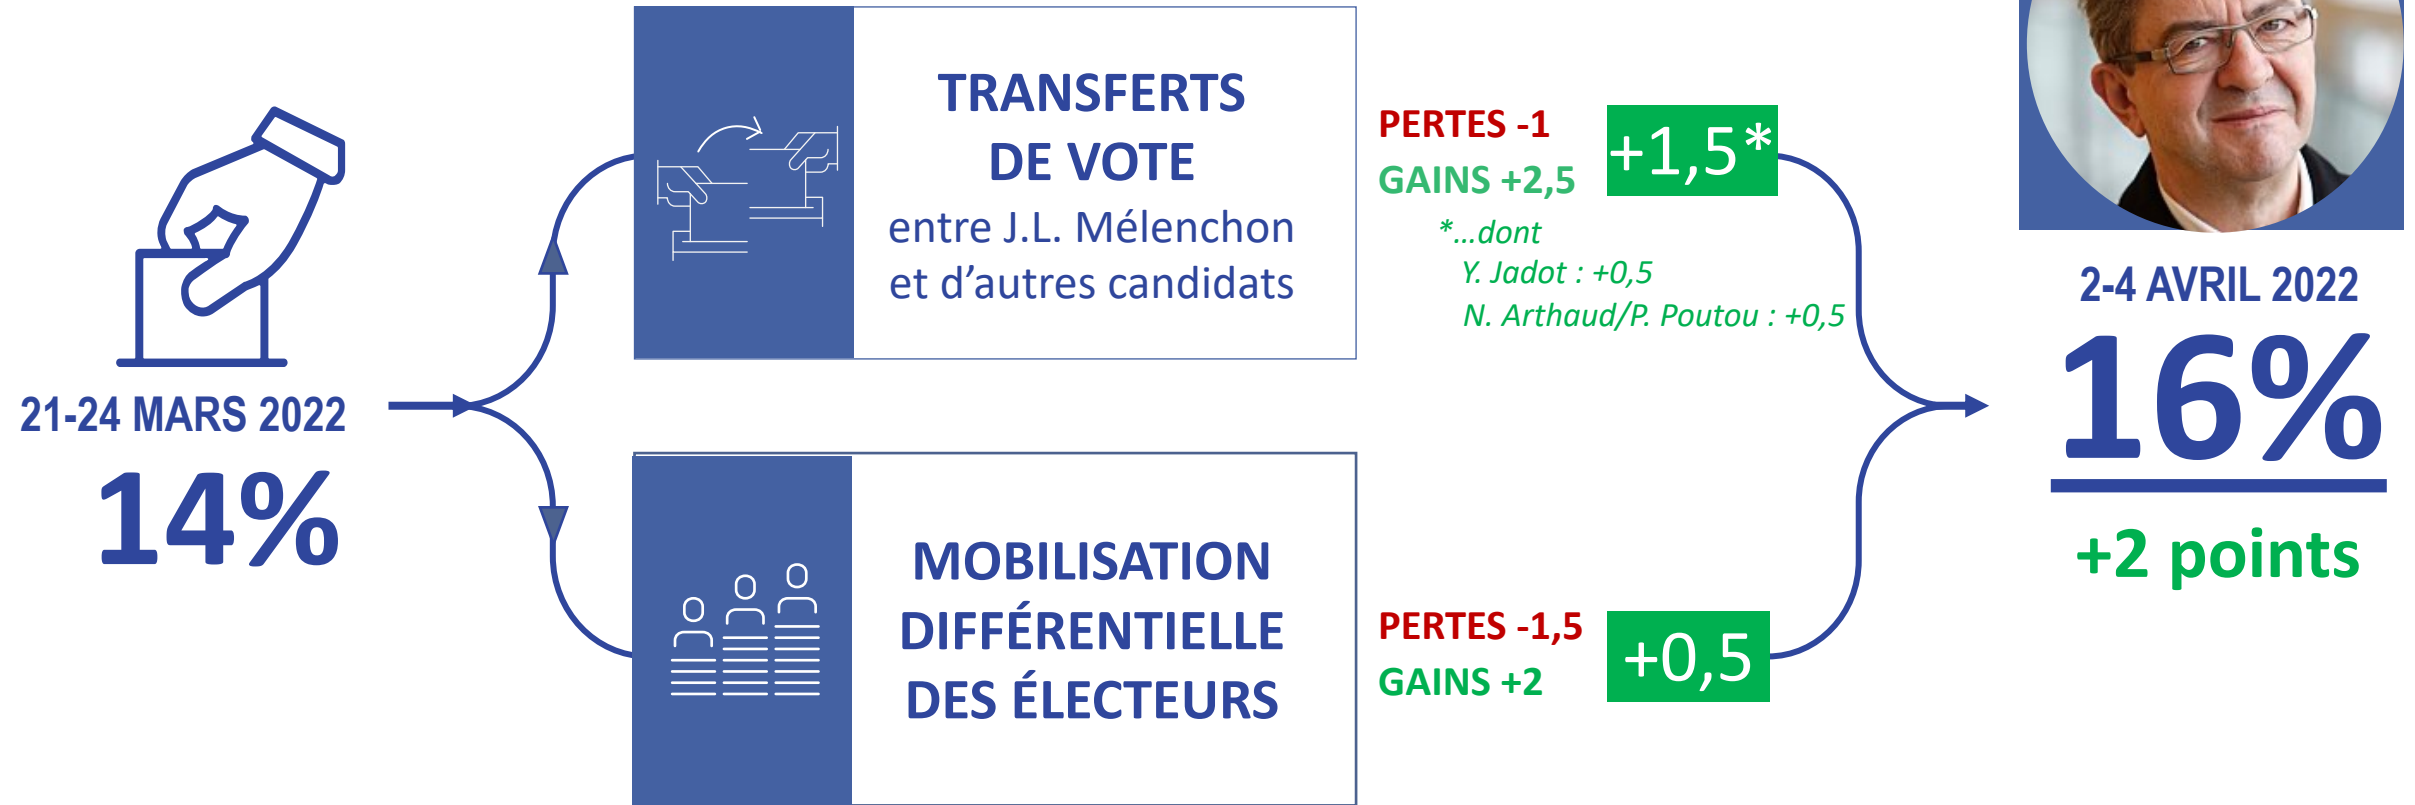 21-24 MARS 2022
14%
TRANSFERTS
DE VOTE
entre J.L. Mélenchon
et d’autres candidats
PERTES -1
GAINS +2,5
+1,5*
*...dont
Y. Jadot : +0,5
N. Arthaud/P. Poutou : +0,5
MOBILISATION
DIFFÉRENTIELLE
DES ÉLECTEURS
PERTES -1,5
GAINS +2
+0,5
2-4 AVRIL 2022
16%
+2 points